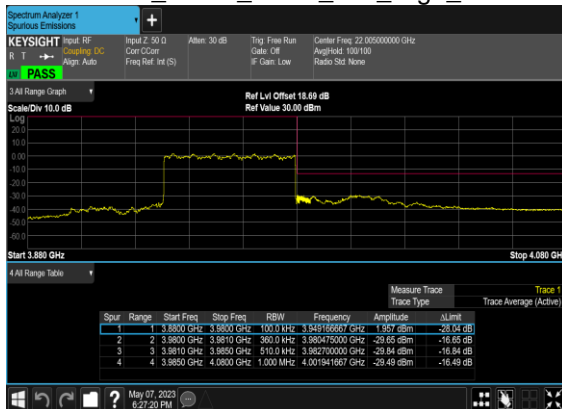 Spectrum Analyzer 1
Spurious Emissions
+
KEYSIGHT Input: RF Input Z: 50 Ω Atten: 30 dB Trig: Free Run Center Freq: 22.005000000 GHz
R T Coupling: DC Corr CCorr Gate: Off Avg|Hold: 100/100
Align: Auto Freq Ref: Int (S) IF Gain: Low Radio Std: None
PASS
3 All Range Graph
Ref Lvl Offset 18.69 dB
Scale/Div 10.0 dB Ref Value 30.00 dBm
Log
20.0
10.0
0.00
-10.0
-20.0
-30.0
-40.0
-50.0
-60.0
Start 3.880 GHz Stop 4.080 GH
4 All Range Table
Measure Trace Trace 1
Trace Type Trace Average (Active)
Spur Range Start Freq Stop Freq RBW Frequency Amplitude ΔLimit
1 1 3.8800 GHz 3.9800 GHz 100.0 kHz 3.949166667 GHz 1.957 dBm -28.04 dB
2 2 3.9800 GHz 3.9810 GHz 360.0 kHz 3.980475000 GHz -29.65 dBm -16.65 dB
3 3 3.9810 GHz 3.9850 GHz 510.0 kHz 3.982700000 GHz -29.84 dBm -16.84 dB
4 4 3.9850 GHz 4.0800 GHz 1.000 MHz 4.001941667 GHz -29.49 dBm -16.49 dB
? May 07, 2023
6:27:20 PM